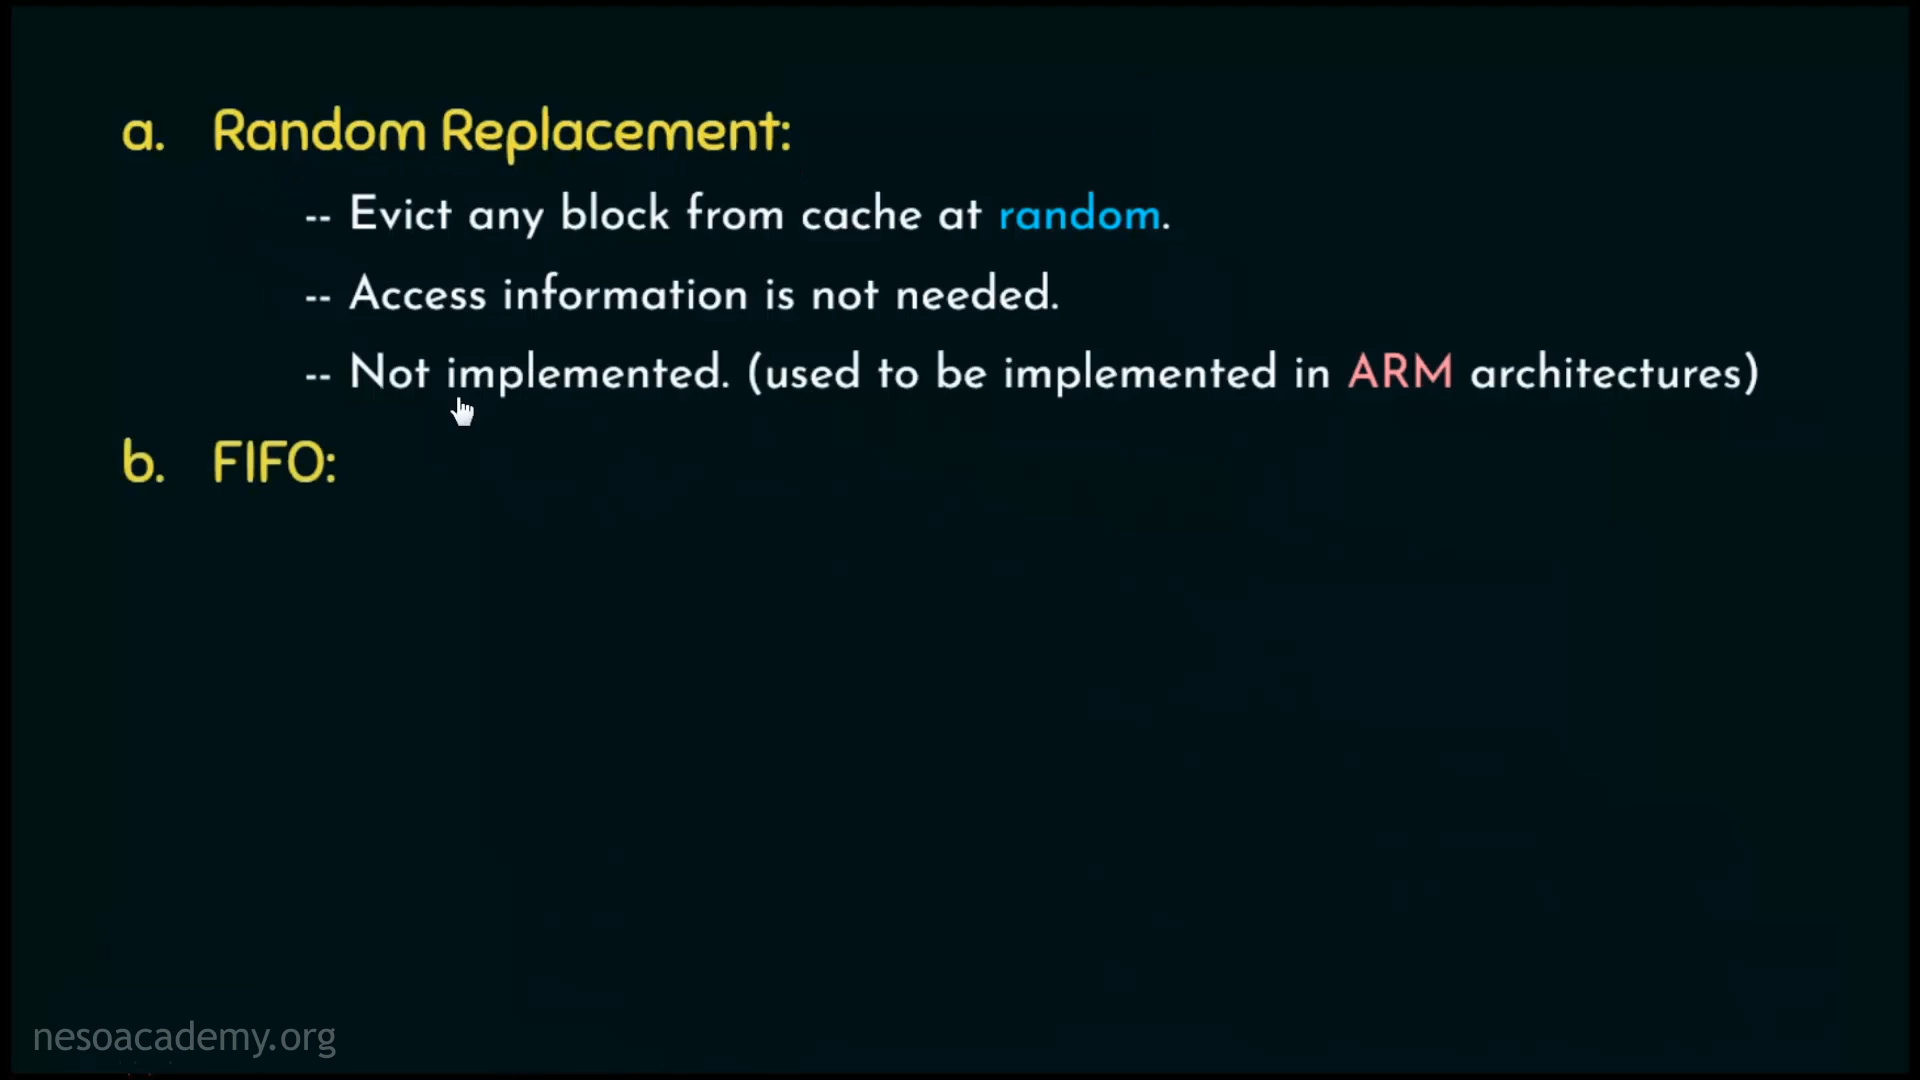 a. Random Replacement:
-- Evict any block from cache at random.
-- Access information is not needed.
-- Not implemented. (used to be implemented in ARM architectures)
b. FIFO:
nesoacademy.org